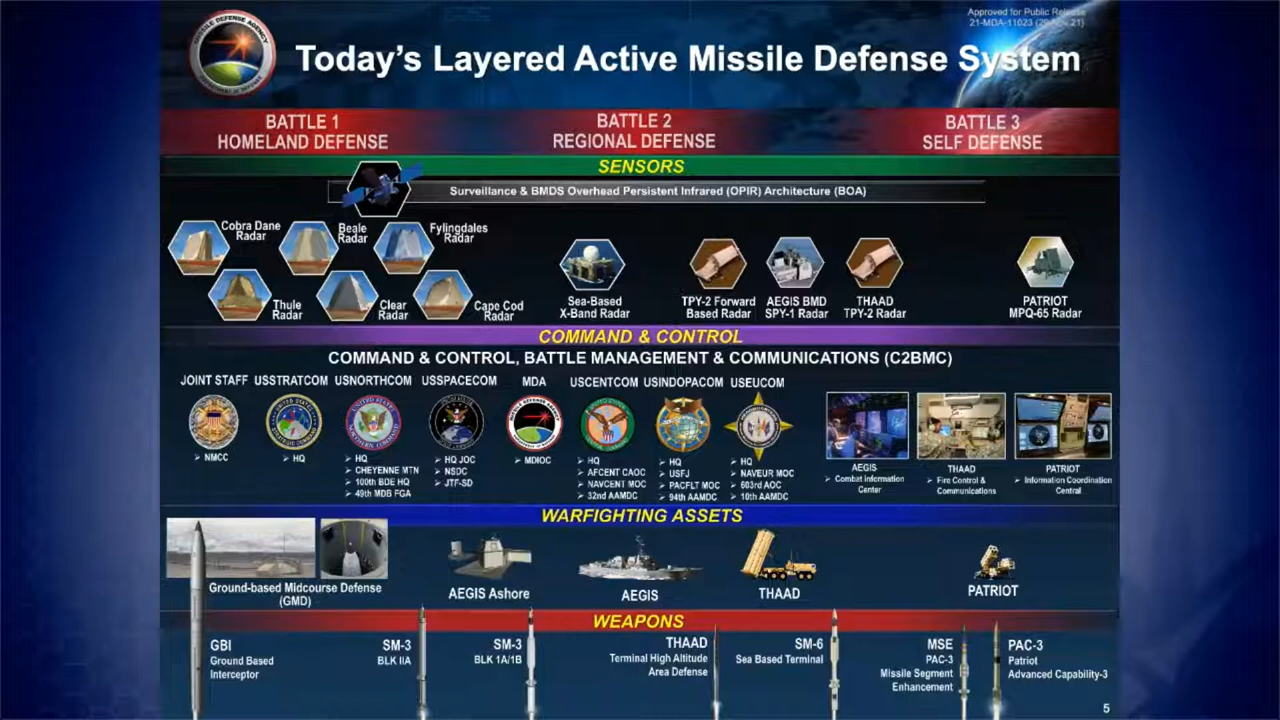 Approved for Public Release
21-MDA-11023 (29 Nov 21)
MISSILE DEFENSE AGENCY
DEPARTMENT OF DEFENSE
Today's Layered Active Missile Defense System
BATTLE 1
HOMELAND DEFENSE
BATTLE 2
REGIONAL DEFENSE
BATTLE 3
SELF DEFENSE
SENSORS
Surveillance & BMDS Overhead Persistent Infrared (OPIR) Architecture (BOA)
Cobra Dane
Radar
Beale
Radar
Fylingdales
Radar
Thule
Radar
Clear
Radar
Cape Cod
Radar
Sea-Based
X-Band Radar
TPY-2 Forward
Based Radar
AEGIS BMD
SPY-1 Radar
THAAD
TPY-2 Radar
PATRIOT
MPQ-65 Radar
COMMAND & CONTROL
COMMAND & CONTROL, BATTLE MANAGEMENT & COMMUNICATIONS (C2BMC)
JOINT STAFF
➢ NMCC
USSTRATCOM
➢ HQ
USNORTHCOM
➢ HQ
➢ CHEYENNE MTN
➢ 100th BDE HQ
➢ 49th MDB FGA
USSPACECOM
➢ HQ JOC
➢ NSDC
➢ JTF-SD
MDA
➢ MDIOC
USCENTCOM
➢ HQ
➢ AFCENT CAOC
➢ NAVCENT MOC
➢ 32nd AAMDC
USINDOPACOM
➢ HQ
➢ USFJ
➢ PACFLT MOC
➢ 94th AAMDC
USEUCOM
➢ HQ
➢ NAVEUR MOC
➢ 603rd AOC
➢ 10th AAMDC
AEGIS
➢ Combat Information
Center
THAAD
➢ Fire Control &
Communications
PATRIOT
➢ Information Coordination
Central
WARFIGHTING ASSETS
Ground-based Midcourse Defense
(GMD)
AEGIS Ashore
AEGIS
THAAD
PATRIOT
WEAPONS
GBI
Ground Based
Interceptor
SM-3
BLK IIA
SM-3
BLK 1A/1B
THAAD
Terminal High Altitude
Area Defense
SM-6
Sea Based Terminal
MSE
PAC-3
Missile Segment
Enhancement
PAC-3
Patriot
Advanced Capability-3
5